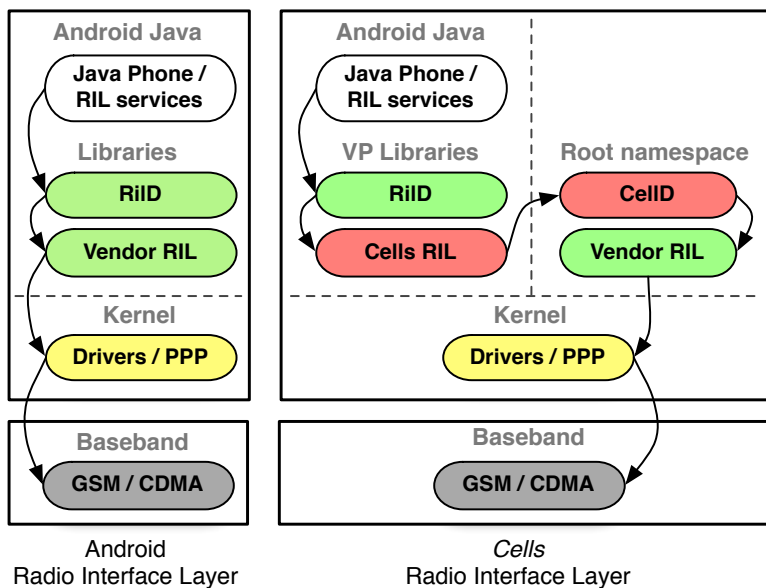 Android Java
Java Phone /
RIL services
Libraries
RilD
Vendor RIL
Kernel
Drivers / PPP
Baseband
GSM / CDMA
Android
Radio Interface Layer
Android Java
Java Phone /
RIL services
VP Libraries
RilD
Cells RIL
Root namespace
CellD
Vendor RIL
Kernel
Drivers / PPP
Baseband
GSM / CDMA
Cells
Radio Interface Layer